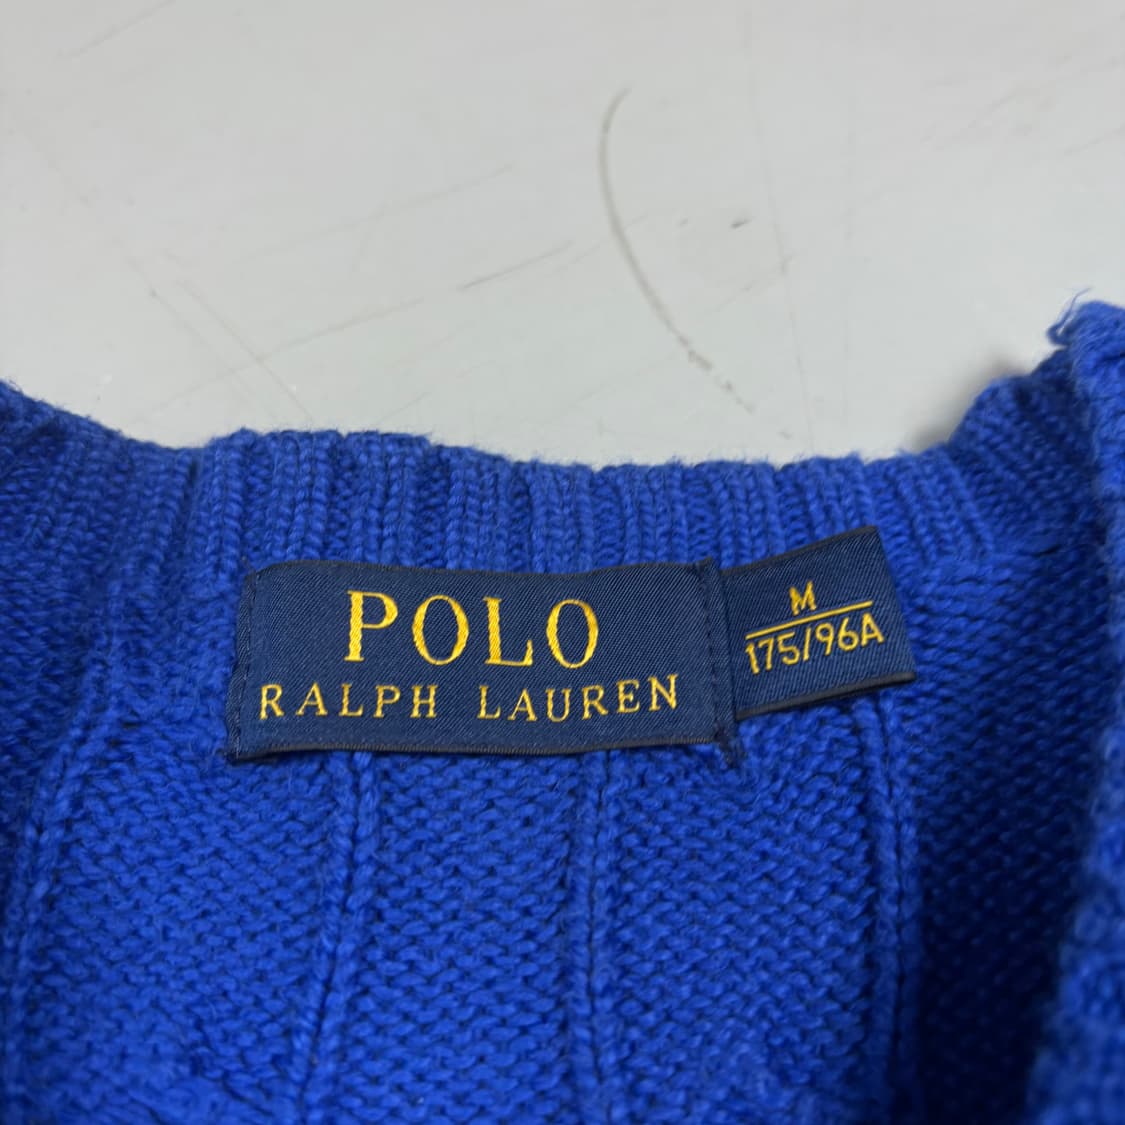 POLO
RALPH LAUREN
M
175/96A